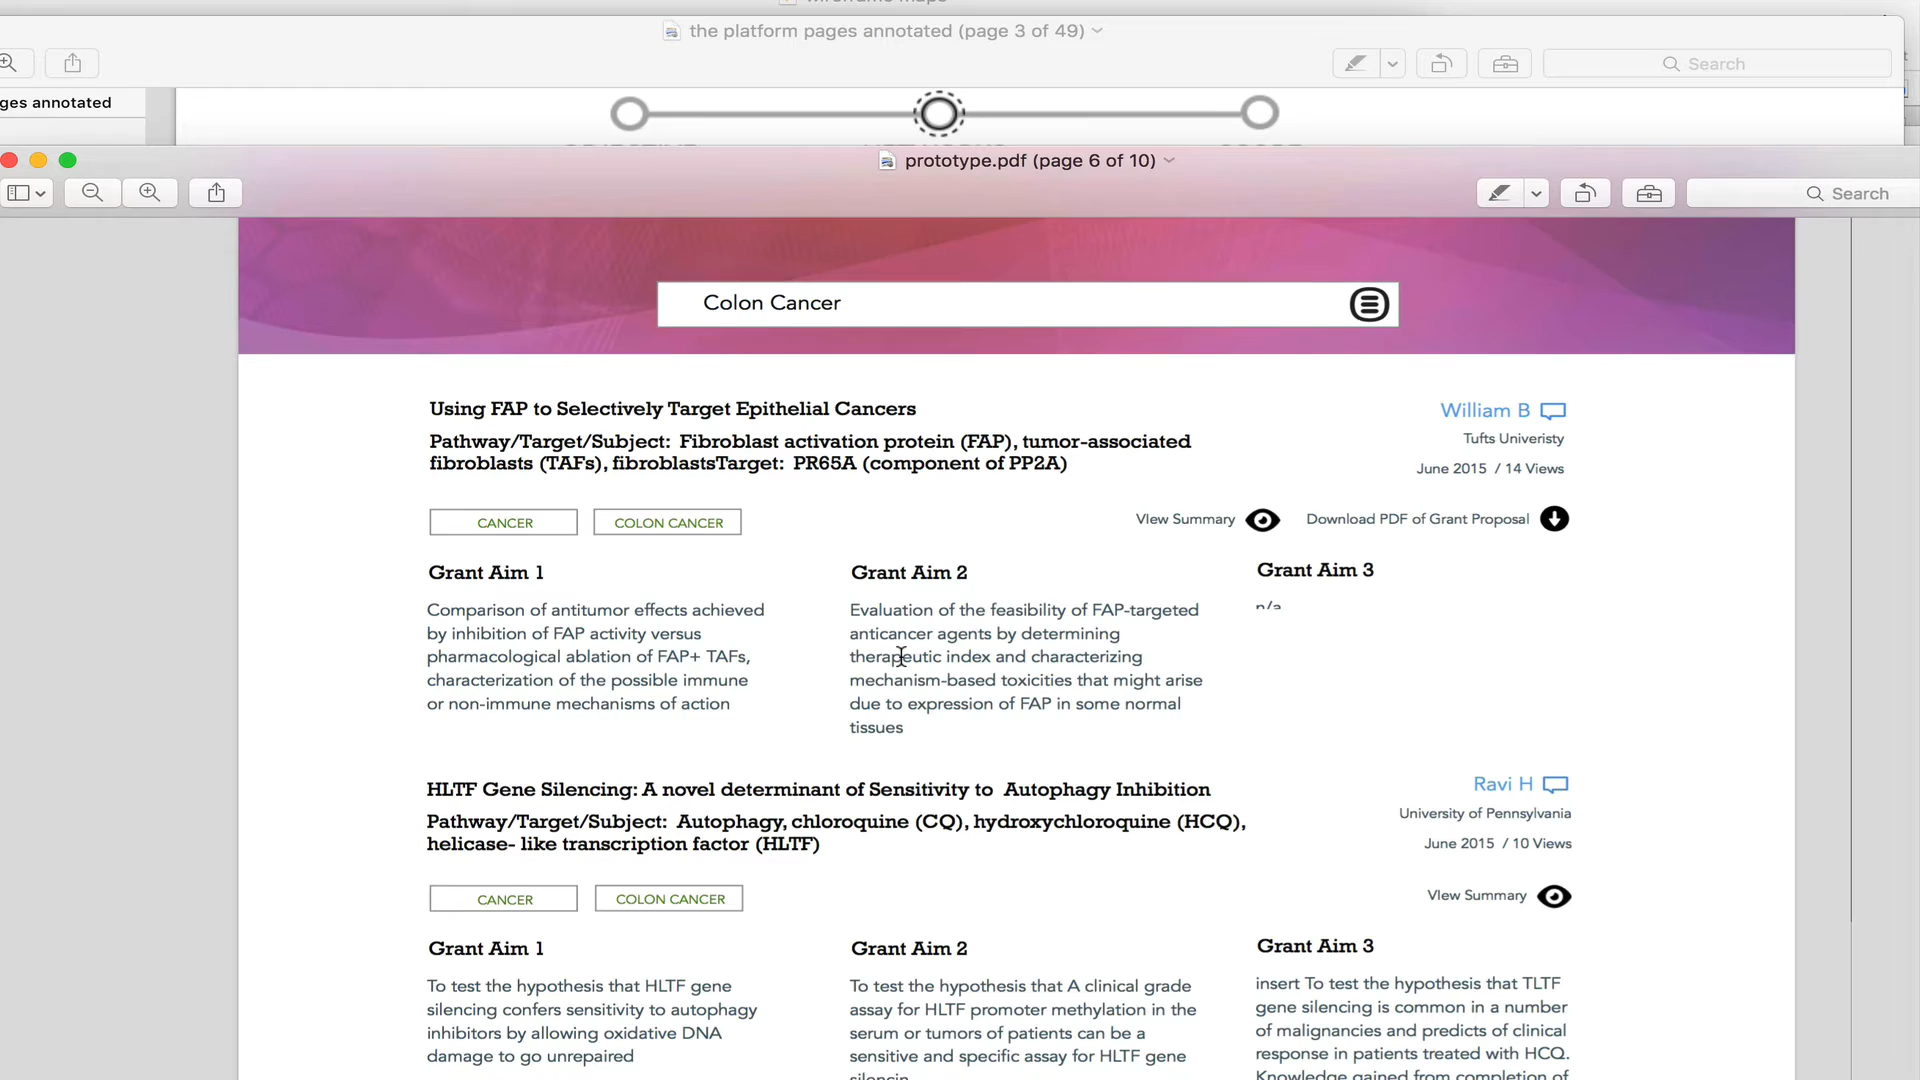 the platform pages annotated (page 3 of 49)
Search
ges annotated
prototype.pdf (page 6 of 10)
Search
Colon Cancer
Using FAP to Selectively Target Epithelial Cancers
William B
Pathway/Target/Subject: Fibroblast activation protein (FAP), tumor-associated
fibroblasts (TAFs), fibroblastsTarget: PR65A (component of PP2A)
Tufts Univeristy
June 2015 / 14 Views
CANCER
COLON CANCER
VIew Summary
Download PDF of Grant Proposal
Grant Aim 1
Comparison of antitumor effects achieved
by inhibition of FAP activity versus
pharmacological ablation of FAP+ TAFs,
characterization of the possible immune
or non-immune mechanisms of action
Grant Aim 2
Evaluation of the feasibility of FAP-targeted
anticancer agents by determining
therapeutic index and characterizing
mechanism-based toxicities that might arise
due to expression of FAP in some normal
tissues
Grant Aim 3
n/a
HLTF Gene Silencing: A novel determinant of Sensitivity to Autophagy Inhibition
Ravi H
Pathway/Target/Subject: Autophagy, chloroquine (CQ), hydroxychloroquine (HCQ),
helicase- like transcription factor (HLTF)
University of Pennsylvania
June 2015 / 10 Views
CANCER
COLON CANCER
VIew Summary
Grant Aim 1
To test the hypothesis that HLTF gene
silencing confers sensitivity to autophagy
inhibitors by allowing oxidative DNA
damage to go unrepaired
Grant Aim 2
To test the hypothesis that A clinical grade
assay for HLTF promoter methylation in the
serum or tumors of patients can be a
sensitive and specific assay for HLTF gene
Grant Aim 3
insert To test the hypothesis that TLTF
gene silencing is common in a number
of malignancies and predicts of clinical
response in patients treated with HCQ.
Knowledge gained from completion of